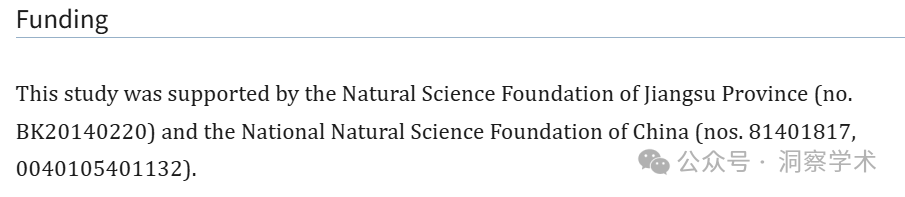 Funding
This study was supported by the Natural Science Foundation of Jiangsu Province (no.
BK20140220) and the National Natural Science Foundation of China (nos. 81401817,
0040105401132).
公众号 · 洞察学术